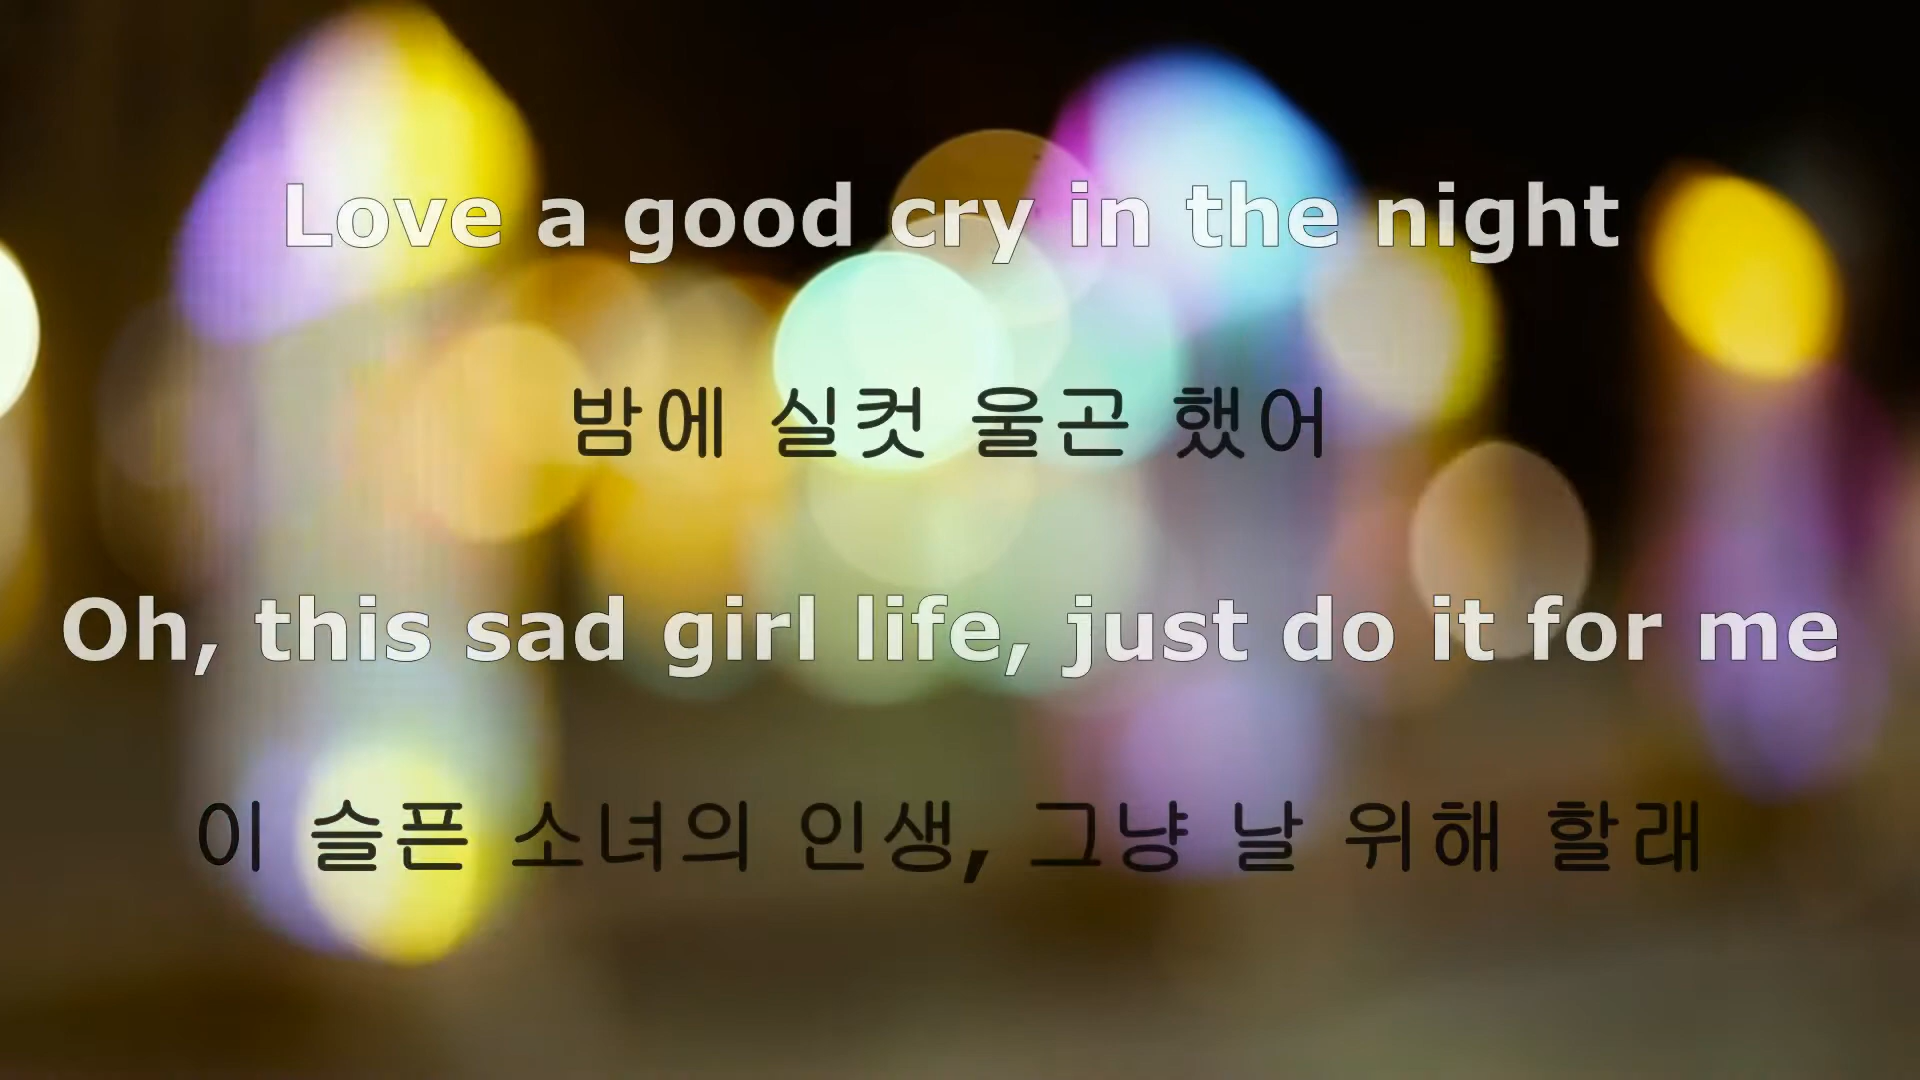 Love a good cry in the night
밤에 실컷 울곤 했어
Oh, this sad girl life, just do it for me
이 슬픈 소녀의 인생, 그냥 날 위해 할래